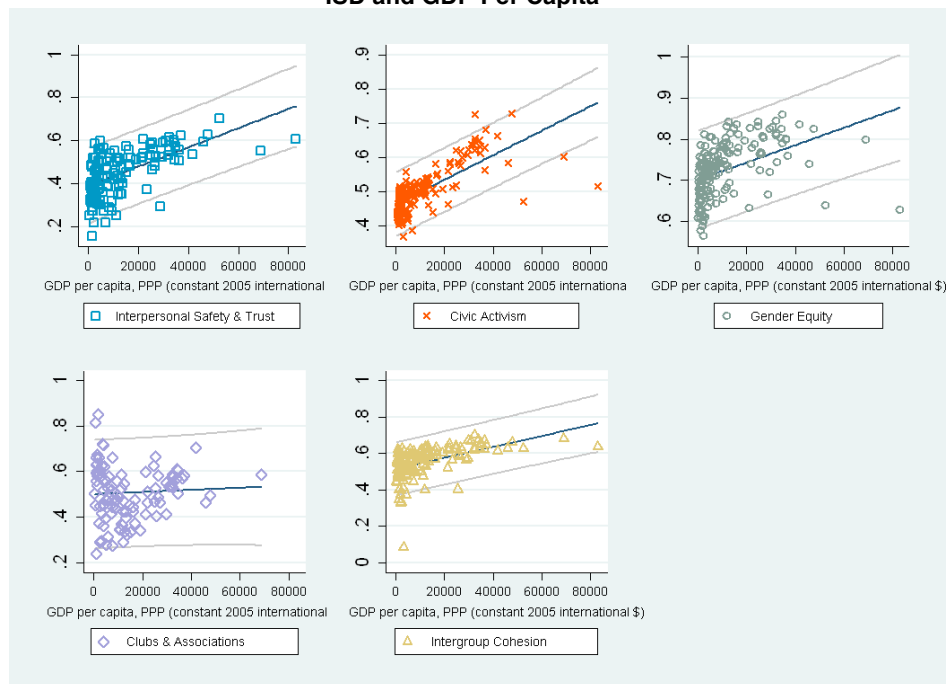 ISD and GDP Per Capita
1
.8
.6
.4
.2
0 20000 40000 60000 80000
GDP per capita, PPP (constant 2005 international
Interpersonal Safety & Trust
.9
.8
.7
.6
.5
.4
0 20000 40000 60000 80000
GDP per capita, PPP (constant 2005 internationa
Civic Activism
1
.9
.8
.7
.6
0 20000 40000 60000 80000
GDP per capita, PPP (constant 2005 international $)
Gender Equity
1
.8
.6
.4
.2
0 20000 40000 60000 80000
GDP per capita, PPP (constant 2005 international
Clubs & Associations
1
.8
.6
.4
.2
0
0 20000 40000 60000 80000
GDP per capita, PPP (constant 2005 international $)
Intergroup Cohesion